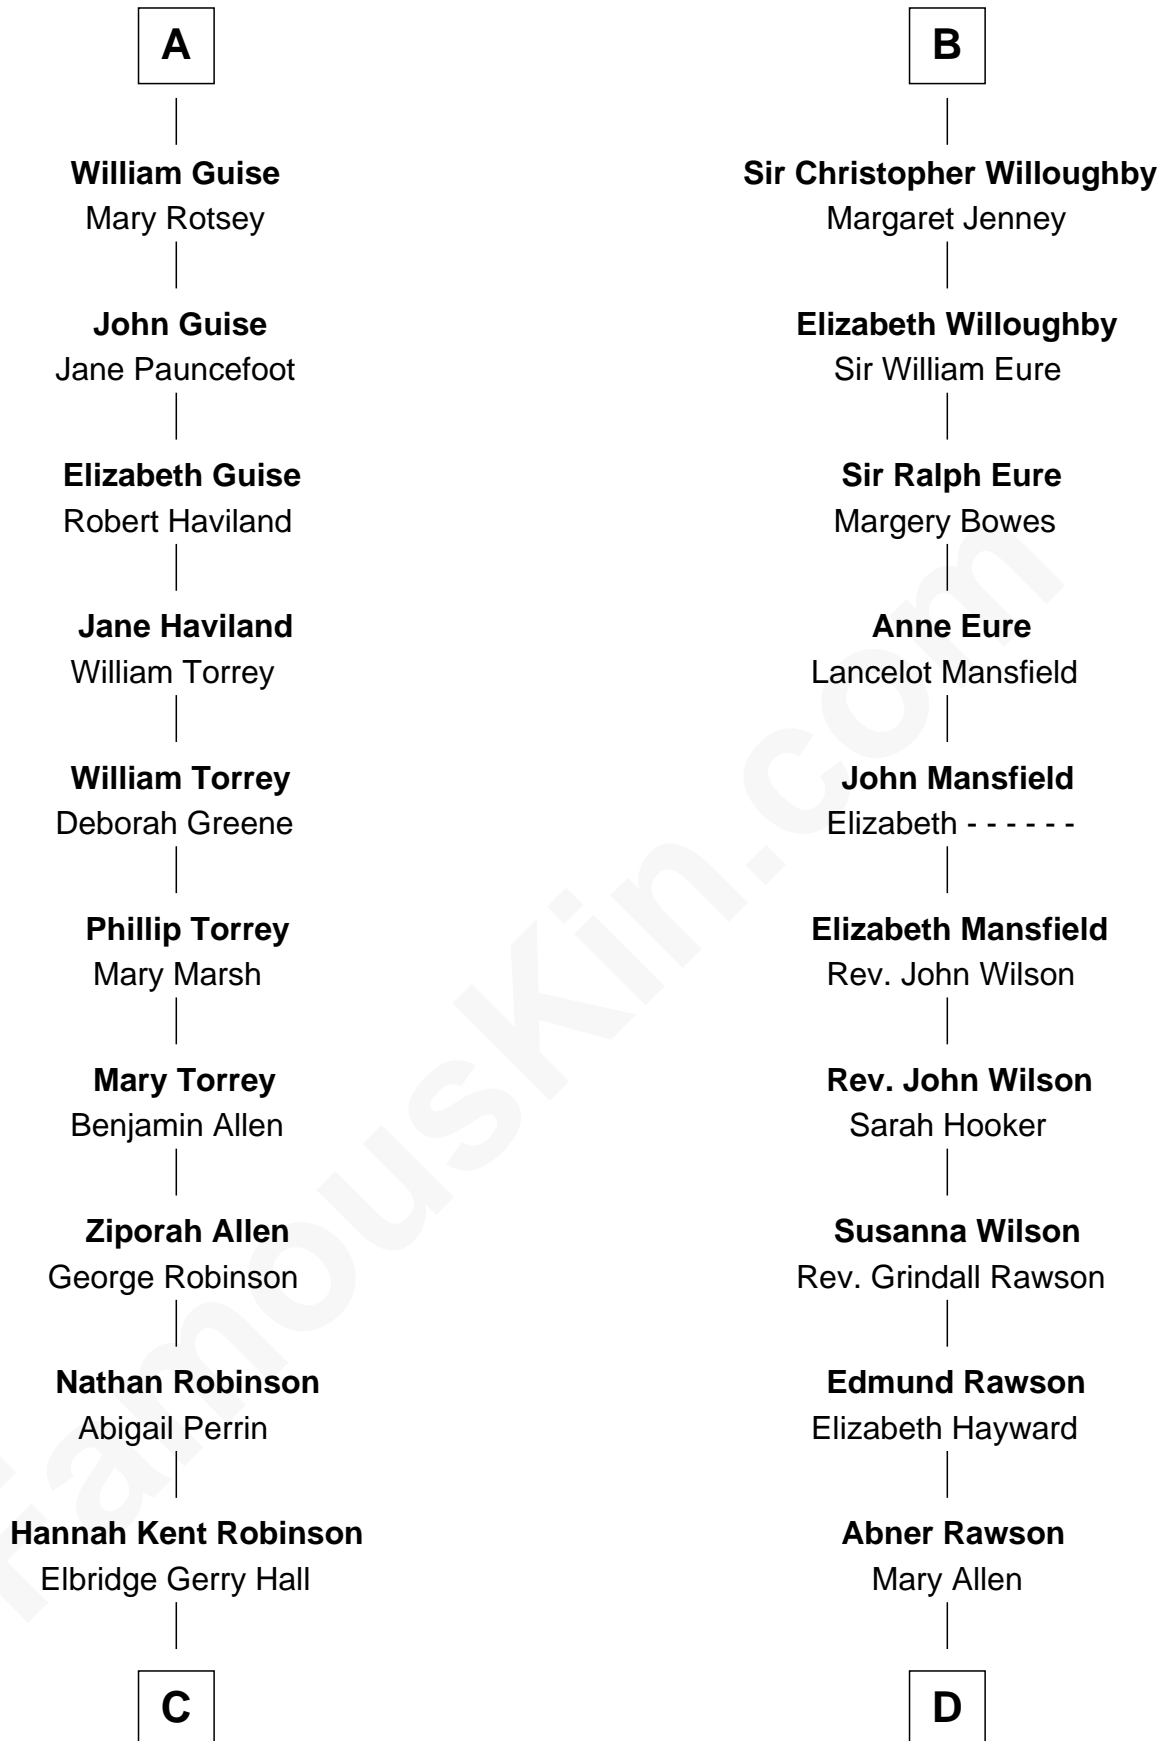 A
William Guise
Mary Rotsey
John Guise
Jane Pauncefoot
Elizabeth Guise
Robert Haviland
Jane Haviland
William Torrey
William Torrey
Deborah Greene
Phillip Torrey
Mary Marsh
Mary Torrey
Benjamin Allen
Ziporah Allen
George Robinson
Nathan Robinson
Abigail Perrin
Hannah Kent Robinson
Elbridge Gerry Hall
C
B
Sir Christopher Willoughby
Margaret Jenney
Elizabeth Willoughby
Sir William Eure
Sir Ralph Eure
Margery Bowes
Anne Eure
Lancelot Mansfield
John Mansfield
Elizabeth - - - - - -
Elizabeth Mansfield
Rev. John Wilson
Rev. John Wilson
Sarah Hooker
Susanna Wilson
Rev. Grindall Rawson
Edmund Rawson
Elizabeth Hayward
Abner Rawson
Mary Allen
D
FamousKin.com